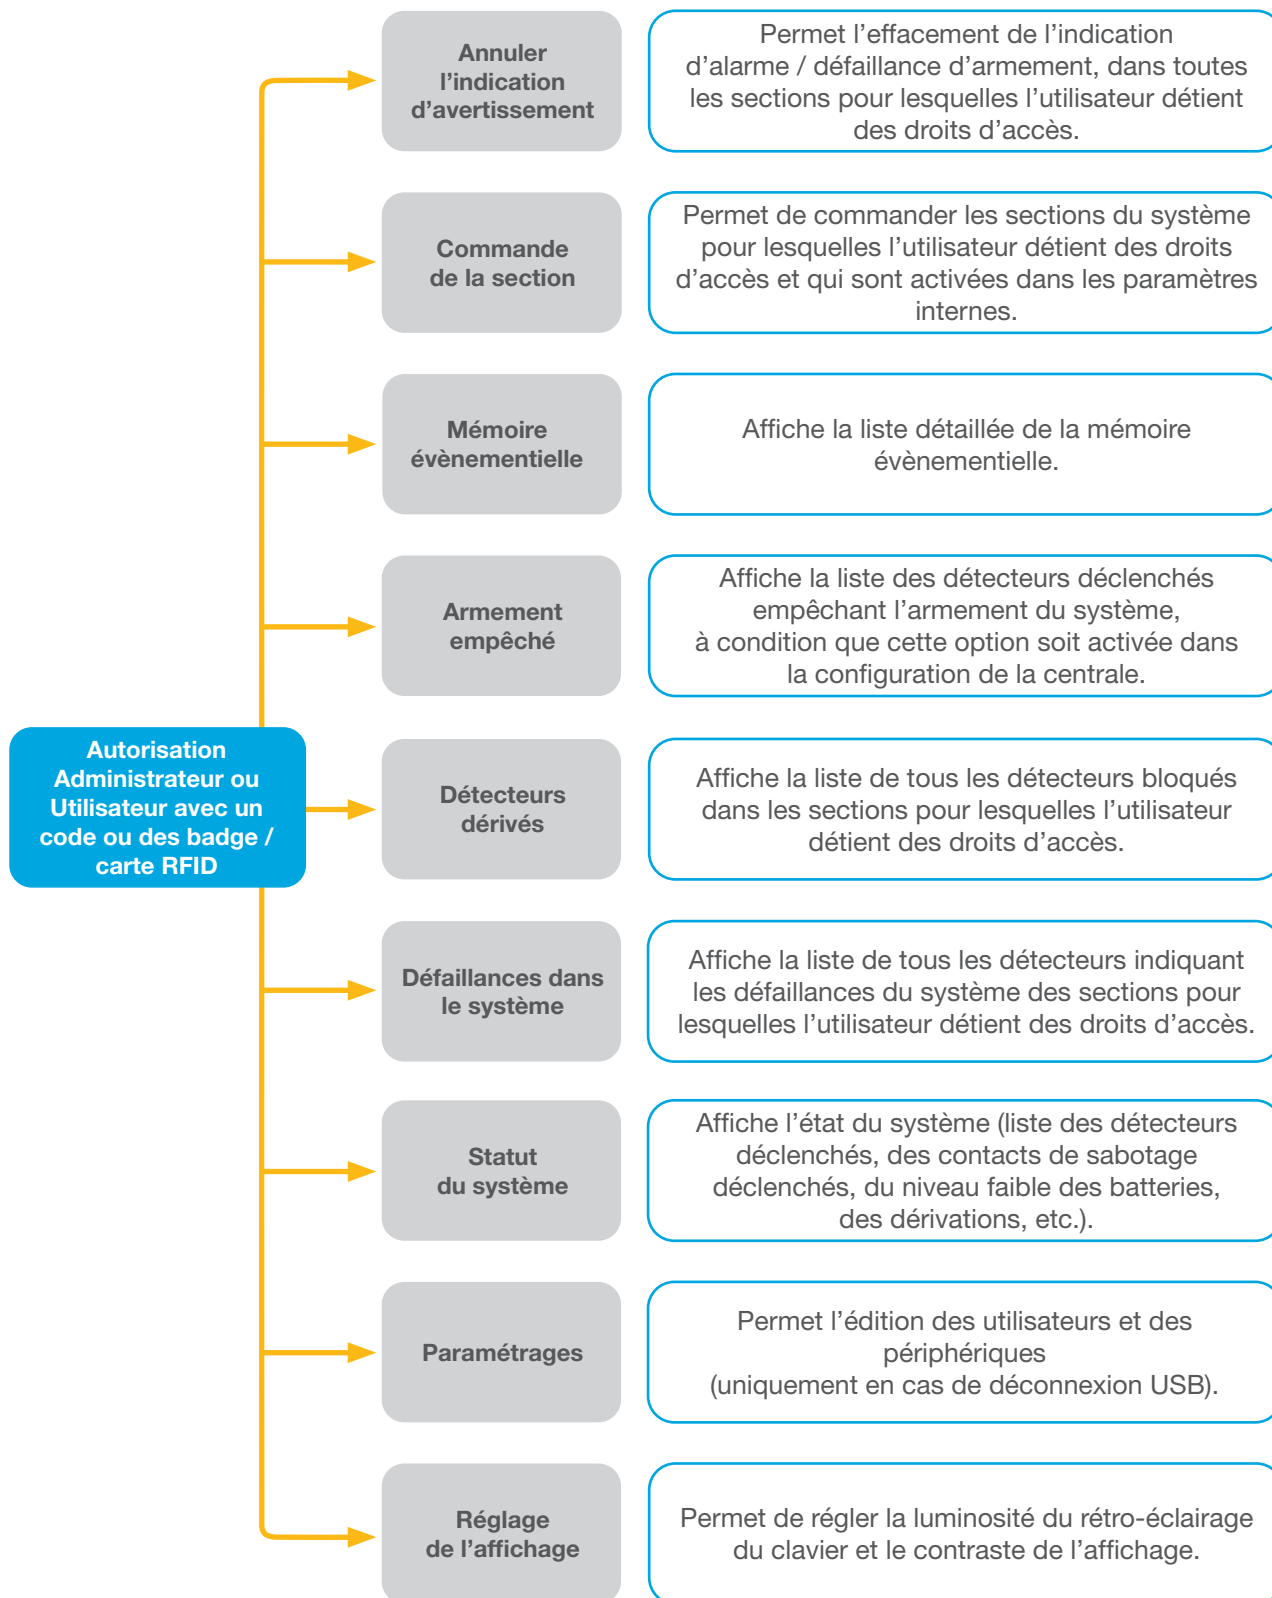 Annuler
l’indication
d’avertissement
Permet l’effacement de l’indication
d’alarme / défaillance d’armement, dans toutes
les sections pour lesquelles l’utilisateur détient
des droits d’accès.
Commande
de la section
Permet de commander les sections du système
pour lesquelles l’utilisateur détient des droits
d’accès et qui sont activées dans les paramètres
internes.
Mémoire
évènementielle
Affiche la liste détaillée de la mémoire
évènementielle.
Armement
empêché
Affiche la liste des détecteurs déclenchés
empêchant l’armement du système,
à condition que cette option soit activée dans
la configuration de la centrale.
Autorisation
Administrateur ou
Utilisateur avec un
code ou des badge /
carte RFID
Détecteurs
dérivés
Affiche la liste de tous les détecteurs bloqués
dans les sections pour lesquelles l’utilisateur
détient des droits d’accès.
Défaillances dans
le système
Affiche la liste de tous les détecteurs indiquant
les défaillances du système des sections pour
lesquelles l’utilisateur détient des droits d’accès.
Statut
du système
Affiche l’état du système (liste des détecteurs
déclenchés, des contacts de sabotage
déclenchés, du niveau faible des batteries,
des dérivations, etc.).
Paramétrages
Permet l’édition des utilisateurs et des
périphériques
(uniquement en cas de déconnexion USB).
Réglage
de l’affichage
Permet de régler la luminosité du rétro-éclairage
du clavier et le contraste de l’affichage.